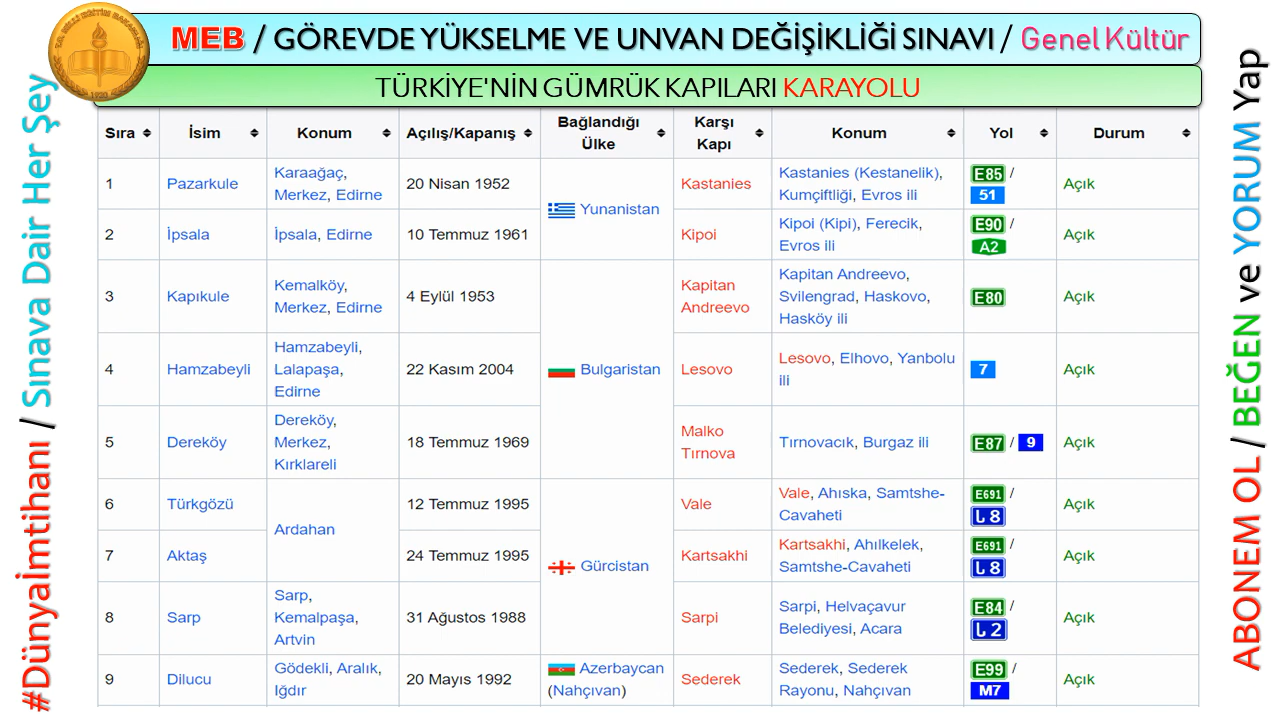 MEB / GÖREVDE YÜKSELME VE UNVAN DEĞİŞİKLİĞİ SINAVI / Genel Kültür
TÜRKİYE'NİN GÜMRÜK KAPILARI KARAYOLU
#Dünyaimtihanı / Sınava Dair Her Şey
Sıra İsim Konum Açılış/Kapanış Bağlandığı Ülke Karşı Kapı Konum Yol Durum
1 Pazarkule Karaağaç, Merkez, Edirne 20 Nisan 1952 Yunanistan Kastanies Kastanies (Kestanelik), Kumçiftliği, Evros ili E85 / 51 Açık
2 İpsala İpsala, Edirne 10 Temmuz 1961 Kipoi Kipoi (Kipi), Ferecik, Evros ili E90 / A2 Açık
3 Kapıkule Kemalköy, Merkez, Edirne 4 Eylül 1953 Kapitan Andreevo Kapitan Andreevo, Svilengrad, Haskovo, Hasköy ili E80 Açık
4 Hamzabeyli Hamzabeyli, Lalapaşa, Edirne 22 Kasım 2004 Bulgaristan Lesovo Lesovo, Elhovo, Yanbolu ili 7 Açık
5 Dereköy Dereköy, Merkez, Kırklareli 18 Temmuz 1969 Malko Tırnova Tırnovacık, Burgaz ili E87 / 9 Açık
6 Türkgözü Ardahan 12 Temmuz 1995 Vale Vale, Ahıska, Samtshe-Cavaheti E691 / Ⴑ 8 Açık
7 Aktaş 24 Temmuz 1995 Gürcistan Kartsakhi Kartsakhi, Ahılkelek, Samtshe-Cavaheti E691 / Ⴑ 8 Açık
8 Sarp Sarp, Kemalpaşa, Artvin 31 Ağustos 1988 Sarpi Sarpi, Helvaçavur Belediyesi, Acara E84 / Ⴑ 2 Açık
9 Dilucu Gödekli, Aralık, Iğdır 20 Mayıs 1992 Azerbaycan (Nahçıvan) Sederek Sederek, Sederek Rayonu, Nahçıvan E99 / M7 Açık
ABONEM OL / BEĞEN ve YORUM Yap